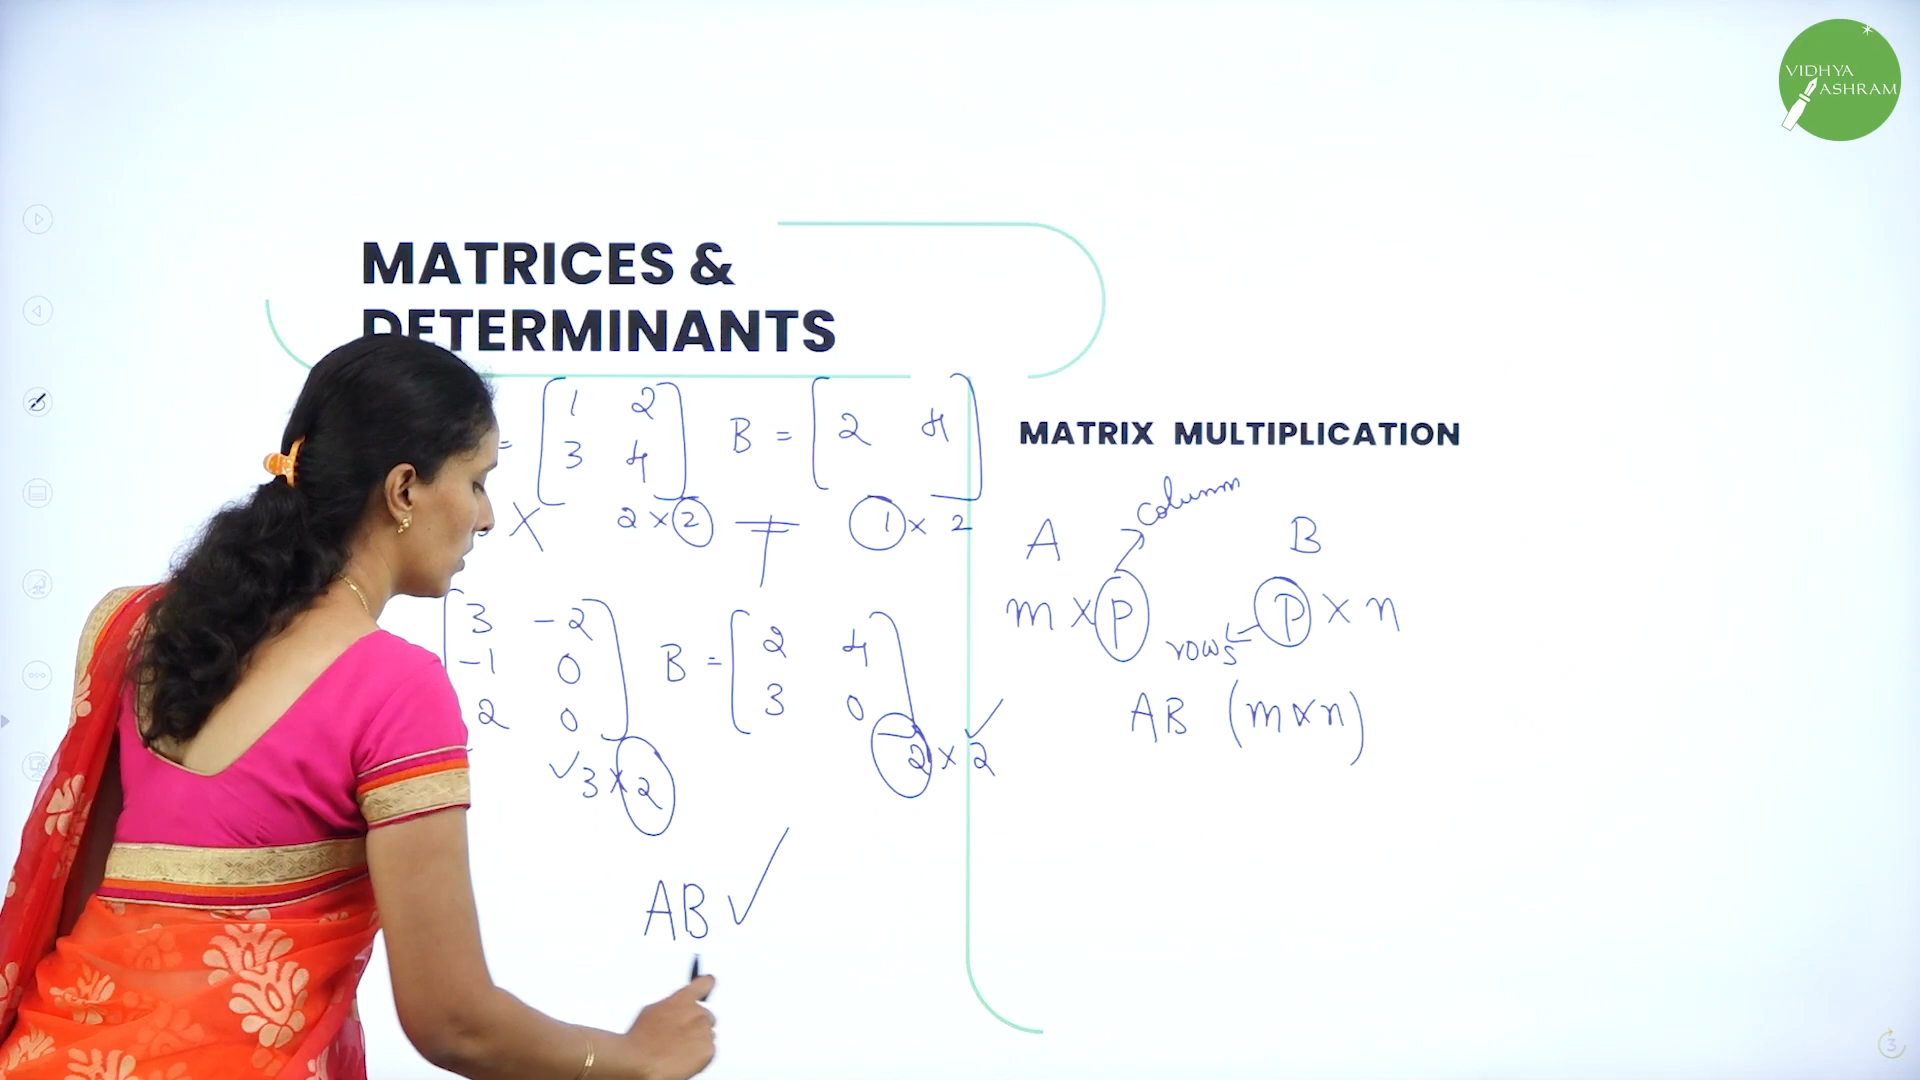 VIDHYA
ASHRAM
MATRICES &
DETERMINANTS
= [ 1 2 B = [ 2 4 ]
3 4 ]
X 2 × 2 ≠ 1 × 2
[ 3 -2 ]
-1 0
2 0
B = [ 2 4
3 0 ]
✓ 3 × 2 2 × 2 ✓
AB ✓
MATRIX MULTIPLICATION
column
A B
m × p p × n
rows
AB (m×n)
3